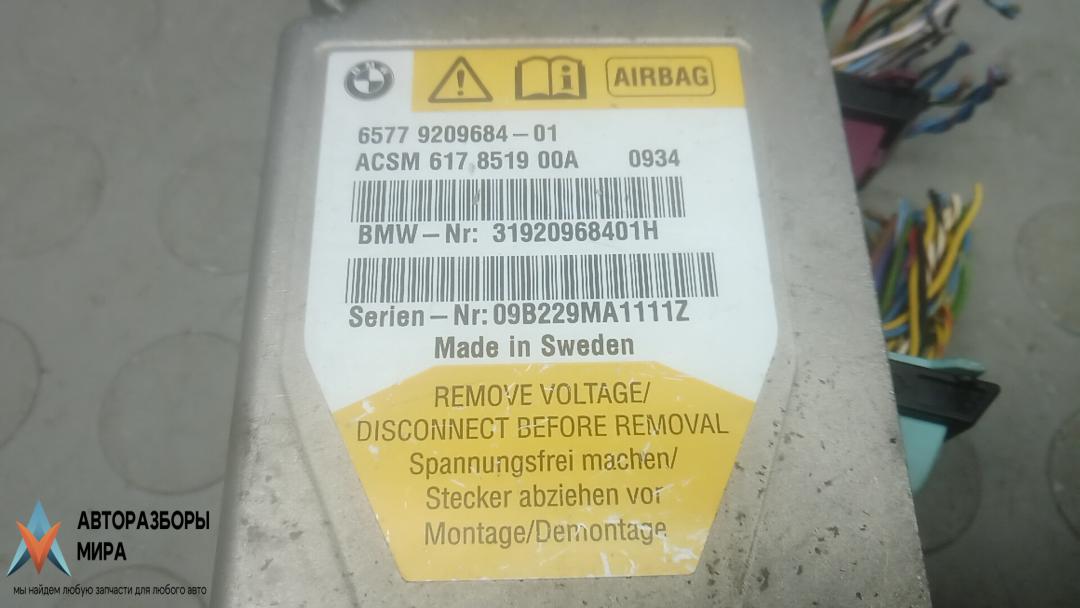 BMW
AIRBAG
6577 9209684-01
ACSM 617 8519 00A 0934
BMW-Nr: 31920968401H
Serien-Nr: 09B229MA1111Z
Made in Sweden
REMOVE VOLTAGE/
DISCONNECT BEFORE REMOVAL
Spannungsfrei machen/
Stecker abziehen vor
Montage/Demontage
АВТОРАЗБОРЫ
МИРА
мы найдем любую запчасти для любого авто